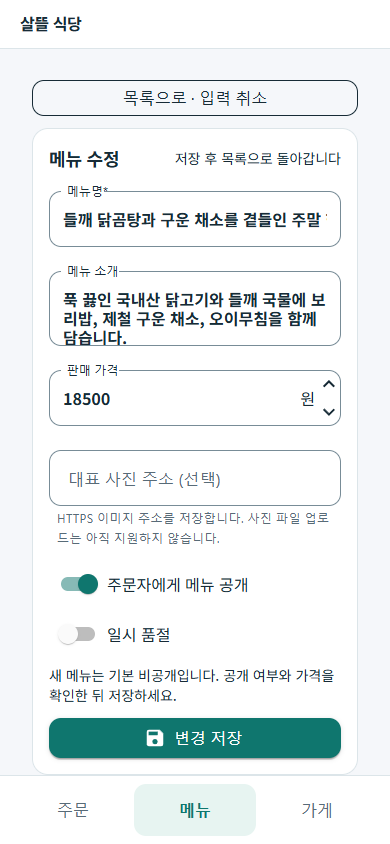 살뜰 식당
목록으로 · 입력 취소
메뉴 수정
저장 후 목록으로 돌아갑니다
메뉴명*
들깨 닭곰탕과 구운 채소를 곁들인 주말
메뉴 소개
푹 끓인 국내산 닭고기와 들깨 국물에 보
리밥, 제철 구운 채소, 오이무침을 함께
담습니다.
판매 가격
18500 원
대표 사진 주소 (선택)
HTTPS 이미지 주소를 저장합니다. 사진 파일 업로
드는 아직 지원하지 않습니다.
주문자에게 메뉴 공개
일시 품절
새 메뉴는 기본 비공개입니다. 공개 여부와 가격을
확인한 뒤 저장하세요.
변경 저장
주문 메뉴 가게